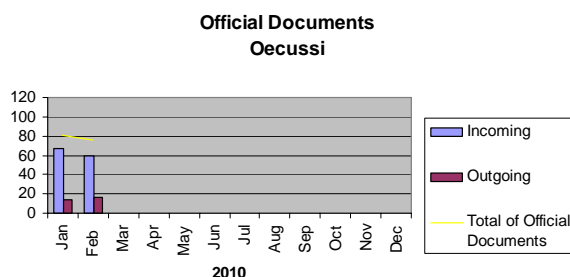 Official Documents
Oecussi
120
100
80
60
40
20
0
Jan
Feb
Mar
Apr
May
Jun
Jul
Aug
Sep
Oct
Nov
Dec
2010
Incoming
Outgoing
Total of Official
Documents